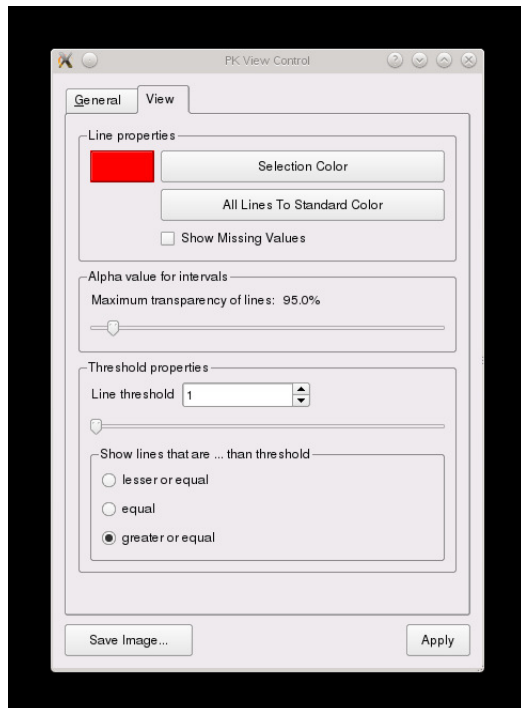 PK View Control
General View
Line properties
Selection Color
All Lines To Standard Color
Show Missing Values
Alpha value for intervals
Maximum transparency of lines: 95.0%
Threshold properties
Line threshold 1
Show lines that are ... than threshold
lesser or equal
equal
greater or equal
Save Image... Apply